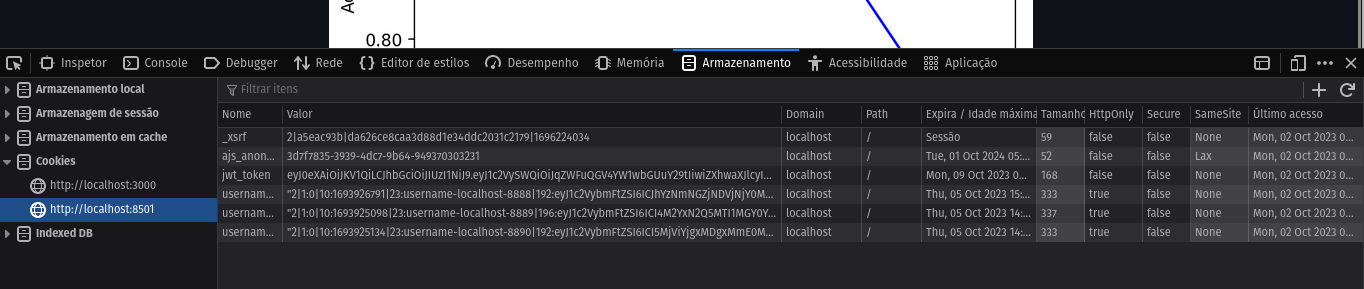 Ac
0.80
Inspetor Console Debugger Rede Editor de estilos Desempenho Memória Armazenamento Acessibilidade Aplicação
Armazenamento local
Armazenagem de sessão
Armazenamento em cache
Cookies
http://localhost:3000
http://localhost:8501
Indexed DB
Filtrar itens
Nome Valor Domain Path Expira / Idade máxima Tamanho HttpOnly Secure SameSite Último acesso
_xsrf 2|a5eac93b|da626ce8caa3d88d1e34ddc2031c2179|1696224034 localhost / Sessão 59 false false None Mon, 02 Oct 2023 0...
ajs_anon... 3d7f7835-3939-4dc7-9b64-949370303231 localhost / Tue, 01 Oct 2024 05:... 52 false false Lax Mon, 02 Oct 2023 0...
jwt_token localhost / Mon, 09 Oct 2023 0... 168 false false None Mon, 02 Oct 2023 0...
usernam... "2|1:0|10:1693926791|23:username-localhost-8888|192:eyJ1c2VybmFtZSI6ICJhYzNmNGZjNDVjNjY0M... localhost / Thu, 05 Oct 2023 15:... 333 true false None Mon, 02 Oct 2023 0...
usernam... "2|1:0|10:1693925098|23:username-localhost-8889|196:eyJ1c2VybmFtZSI6ICI4M2YxN2Q5MTI1MGY0Y... localhost / Thu, 05 Oct 2023 14:... 337 true false None Mon, 02 Oct 2023 0...
usernam... "2|1:0|10:1693925134|23:username-localhost-8890|192:eyJ1c2VybmFtZSI6ICI5MjViYjgxMDgxMmE0M... localhost / Thu, 05 Oct 2023 14:... 333 true false None Mon, 02 Oct 2023 0...